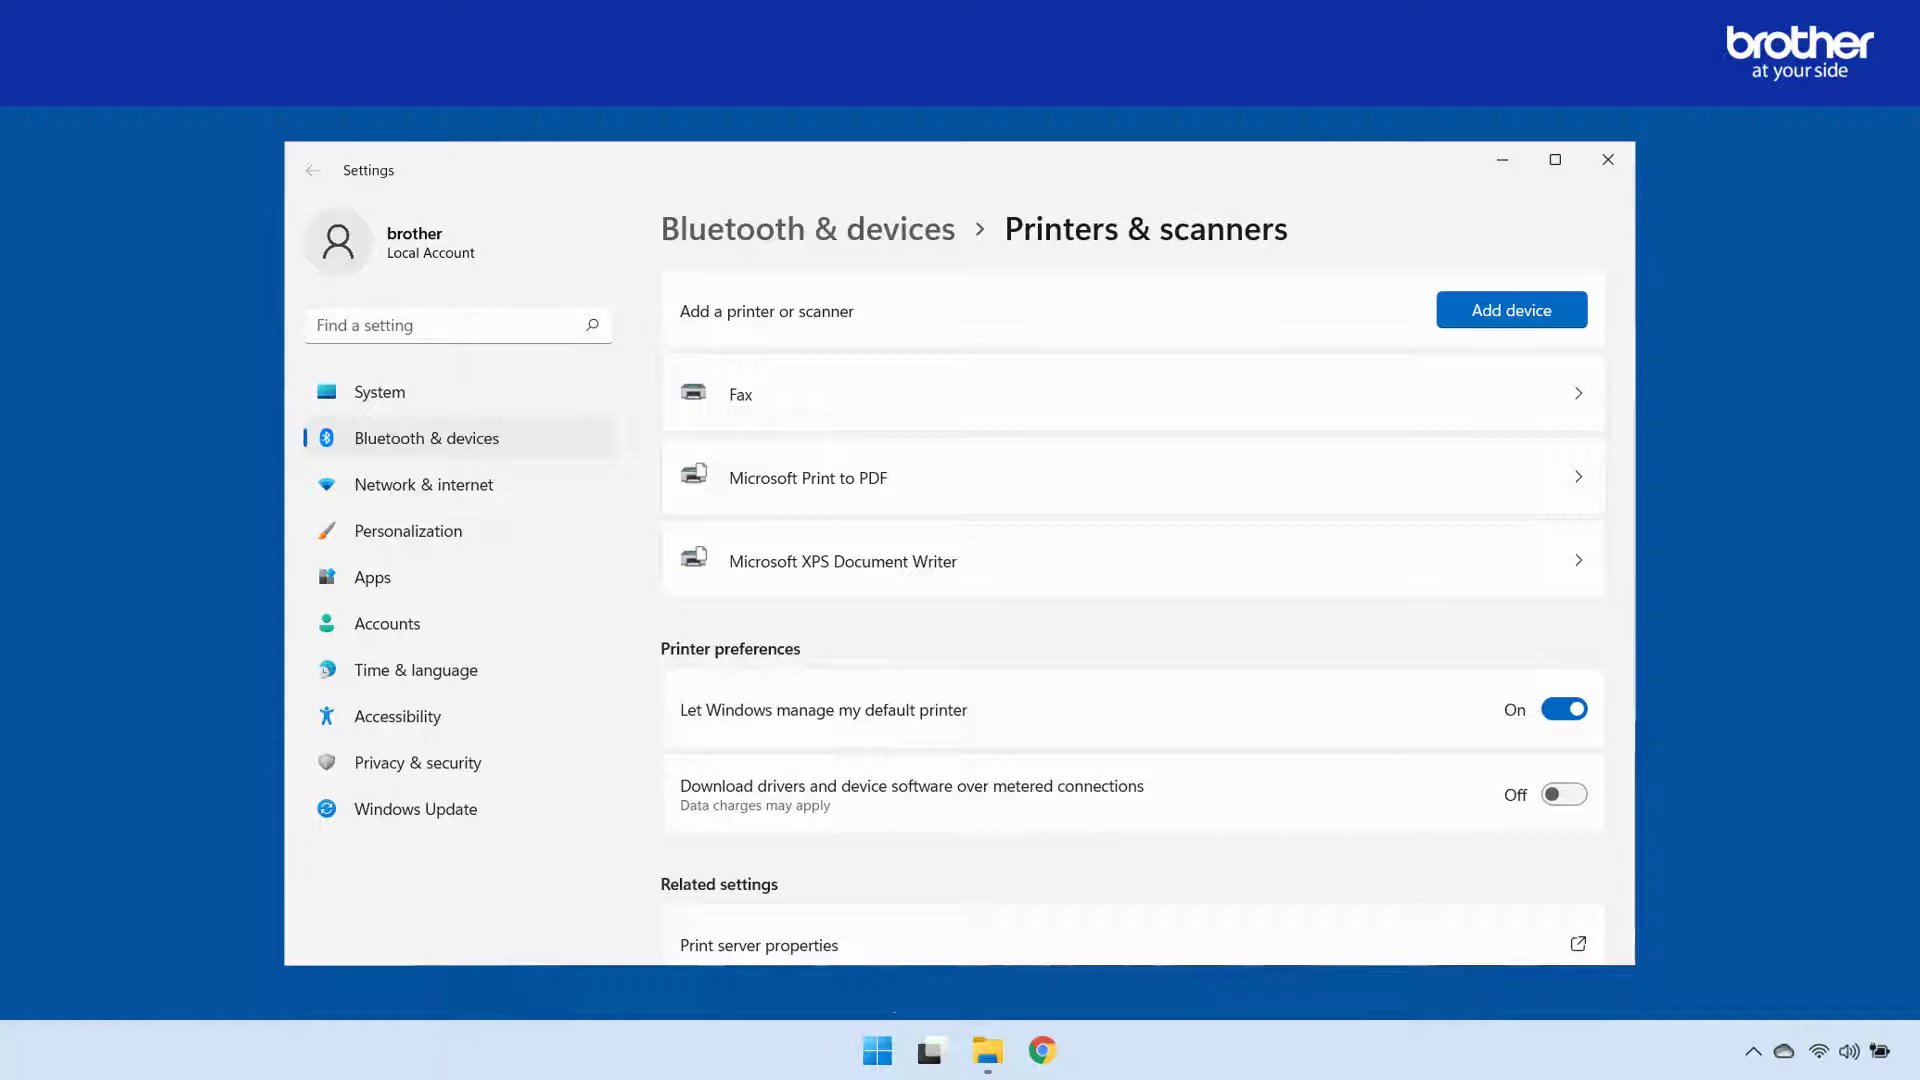 brother
at your side
Settings
brother
Local Account
Find a setting
System
Bluetooth & devices
Network & internet
Personalization
Apps
Accounts
Time & language
Accessibility
Privacy & security
Windows Update
Bluetooth & devices › Printers & scanners
Add a printer or scanner
Add device
Fax
Microsoft Print to PDF
Microsoft XPS Document Writer
Printer preferences
Let Windows manage my default printer
On
Download drivers and device software over metered connections
Data charges may apply
Off
Related settings
Print server properties